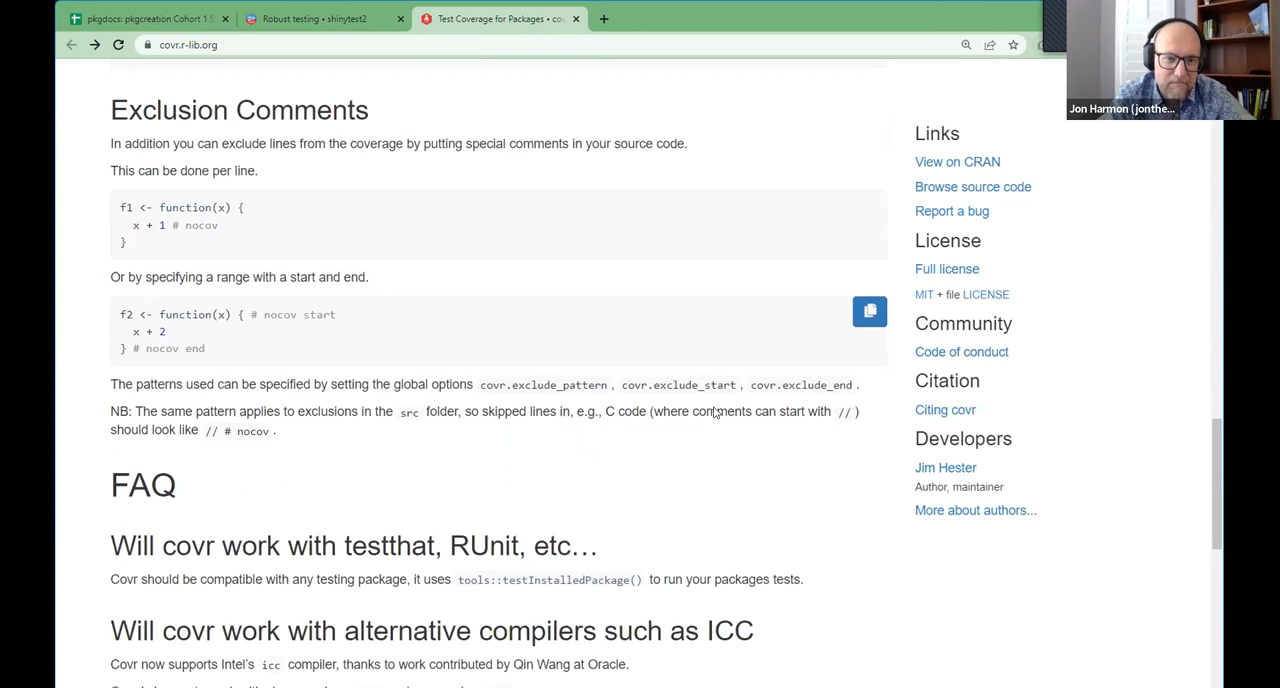 pkgdocs: pkgcreation Cohort 1 S
Robust testing • shinytest2
Test Coverage for Packages • cov
covr.r-lib.org
Jon Harmon (jonthe...
Exclusion Comments
In addition you can exclude lines from the coverage by putting special comments in your source code.
This can be done per line.
f1 <- function(x) {
x + 1 # nocov
}
Or by specifying a range with a start and end.
f2 <- function(x) { # nocov start
x + 2
} # nocov end
The patterns used can be specified by setting the global options covr.exclude_pattern, covr.exclude_start, covr.exclude_end.
NB: The same pattern applies to exclusions in the src folder, so skipped lines in, e.g., C code (where comments can start with //)
should look like // # nocov.
FAQ
Will covr work with testthat, RUnit, etc…
Covr should be compatible with any testing package, it uses tools::testInstalledPackage() to run your packages tests.
Will covr work with alternative compilers such as ICC
Covr now supports Intel's icc compiler, thanks to work contributed by Qin Wang at Oracle.
Links
View on CRAN
Browse source code
Report a bug
License
Full license
MIT + file LICENSE
Community
Code of conduct
Citation
Citing covr
Developers
Jim Hester
Author, maintainer
More about authors...